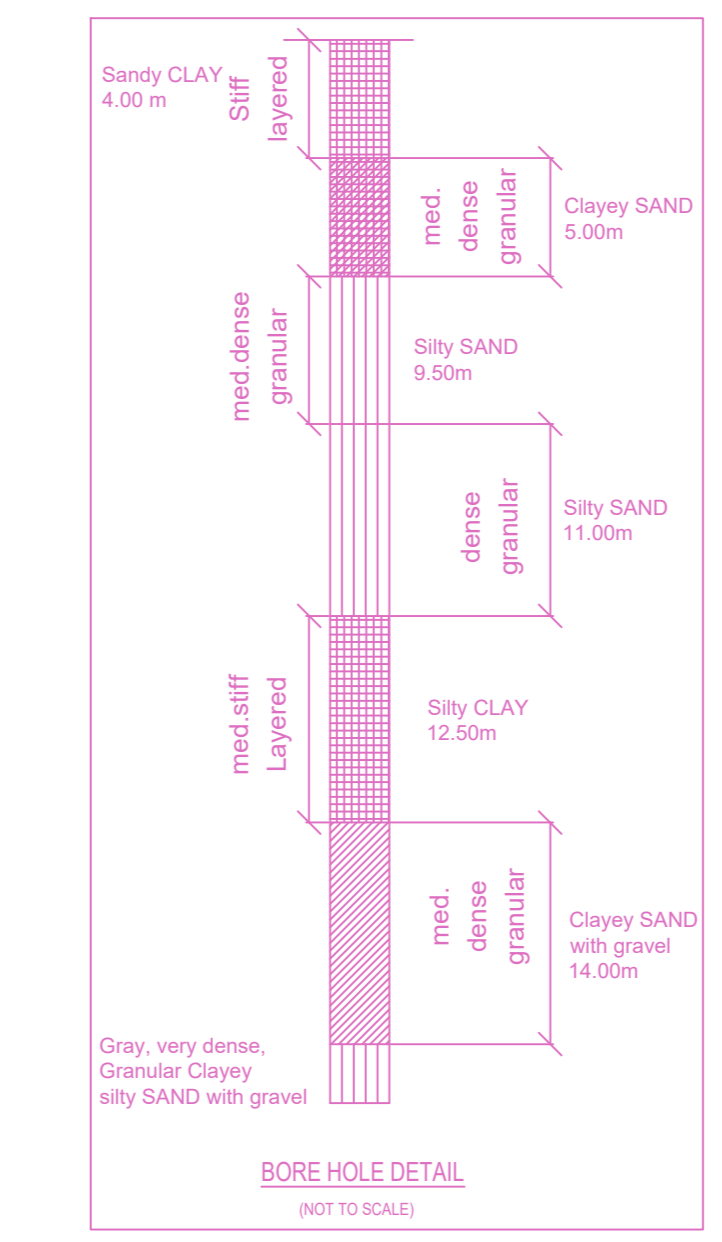 Sandy CLAY
4.00 m
Stiff
layered
med.
dense
granular
Clayey SAND
5.00m
med.dense
granular
Silty SAND
9.50m
dense
granular
Silty SAND
11.00m
med.stiff
Layered
Silty CLAY
12.50m
med.
dense
granular
Clayey SAND
with gravel
14.00m
Gray, very dense,
Granular Clayey
silty SAND with gravel
BORE HOLE DETAIL
(NOT TO SCALE)